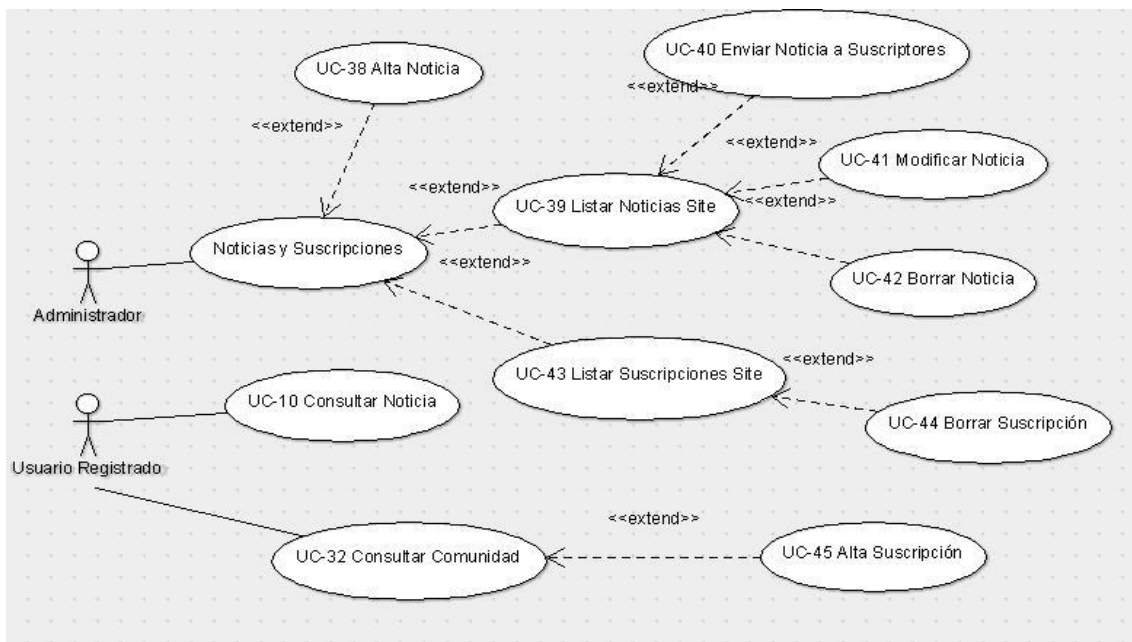 UC-40 Enviar Noticia a Suscriptores
UC-38 Alta Noticia
<<extend>>
<<extend>>
<<extend>>
UC-41 Modificar Noticia
<<extend>>
UC-39 Listar Noticias Site
<<extend>>
Noticias y Suscripciones
<<extend>>
UC-42 Borrar Noticia
Administrador
<<extend>>
UC-43 Listar Suscripciones Site
UC-10 Consultar Noticia
UC-44 Borrar Suscripción
Usuario Registrado
<<extend>>
UC-32 Consultar Comunidad
UC-45 Alta Suscripción